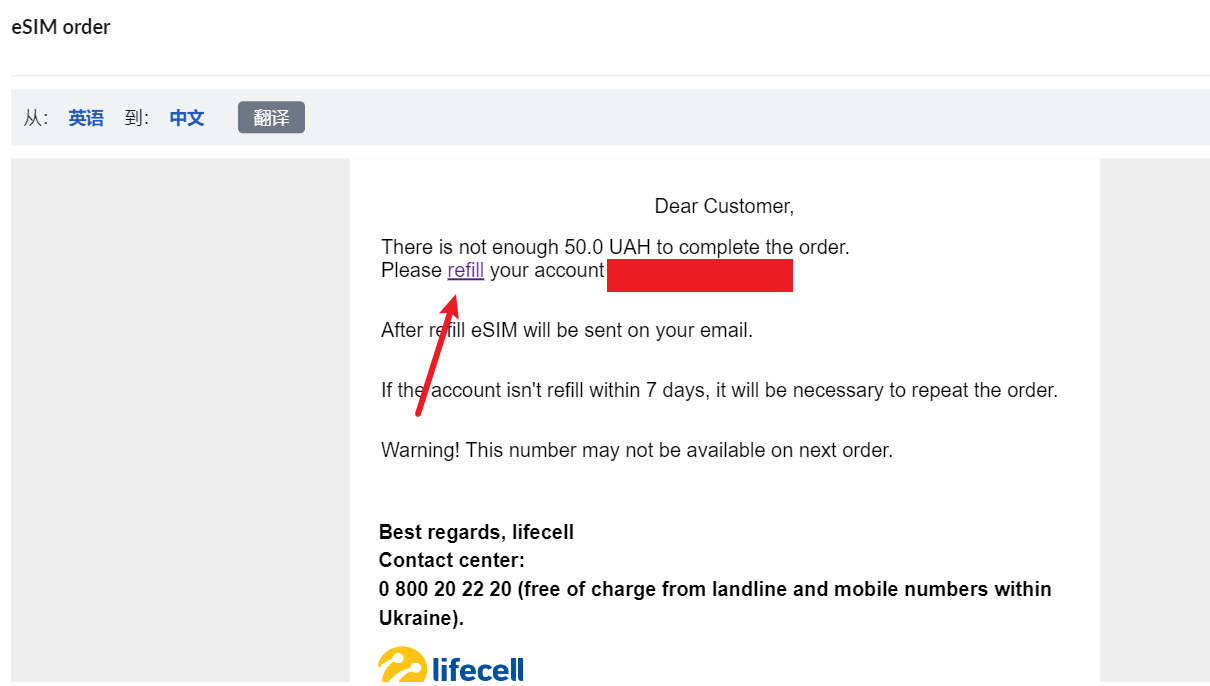 eSIM order
从： 英语 到： 中文 翻译
Dear Customer,
There is not enough 50.0 UAH to complete the order.
Please refill your account
After refill eSIM will be sent on your email.
If the account isn't refill within 7 days, it will be necessary to repeat the order.
Warning! This number may not be available on next order.
Best regards, lifecell
Contact center:
0 800 20 22 20 (free of charge from landline and mobile numbers within
Ukraine).
lifecell